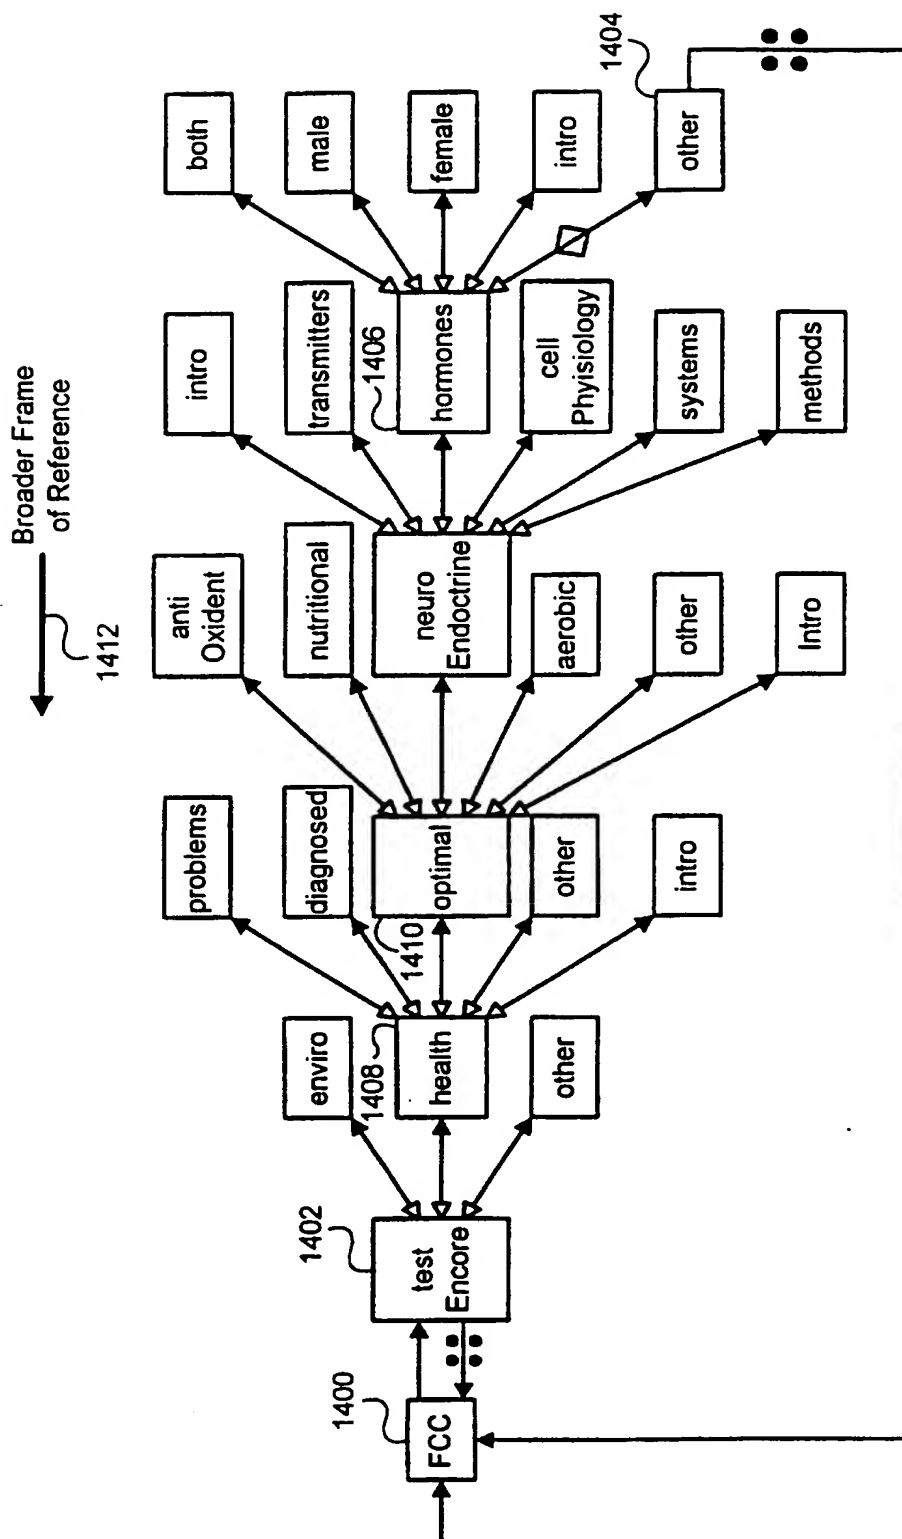 Broader Frame
of Reference
1412
problems
anti
Oxident
intro
both
enviro
diagnosed
nutritional
transmitters
male
1400
1402
1408
1410
1406
FCC
test
Encore
health
optimal
neuro
Endoctrine
hormones
female
other
other
aerobic
cell
Phyisiology
intro
intro
other
systems
1404
other
Intro
methods